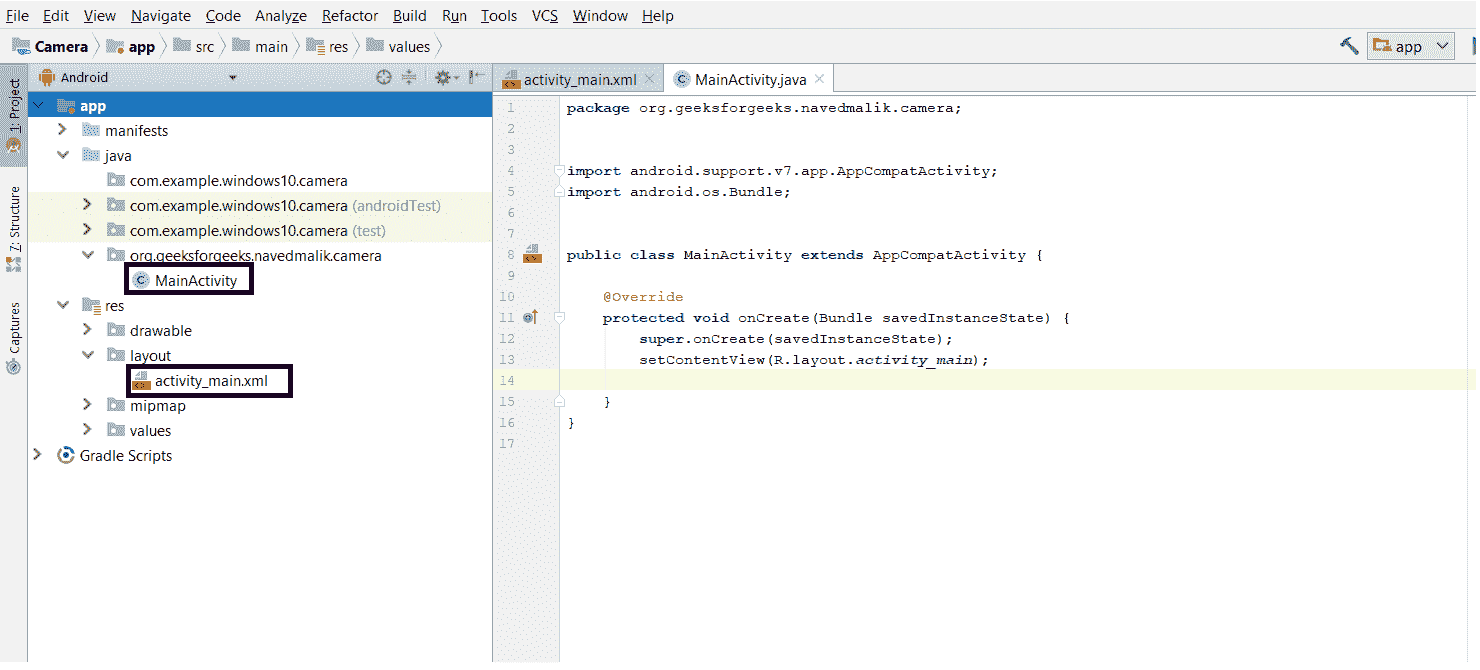 File Edit View Navigate Code Analyze Refactor Build Run Tools VCS Window Help
Camera app src main res values app
1: Project
Z: Structure
Captures
Android
app
manifests
java
com.example.windows10.camera
com.example.windows10.camera (androidTest)
com.example.windows10.camera (test)
org.geeksforgeeks.navedmalik.camera
MainActivity
res
drawable
layout
activity_main.xml
mipmap
values
Gradle Scripts
activity_main.xml MainActivity.java
1 package org.geeksforgeeks.navedmalik.camera;
2
3
4 import android.support.v7.app.AppCompatActivity;
5 import android.os.Bundle;
6
7
8 public class MainActivity extends AppCompatActivity {
9
10 @Override
11 protected void onCreate(Bundle savedInstanceState) {
12 super.onCreate(savedInstanceState);
13 setContentView(R.layout.activity_main);
14
15 }
16 }
17